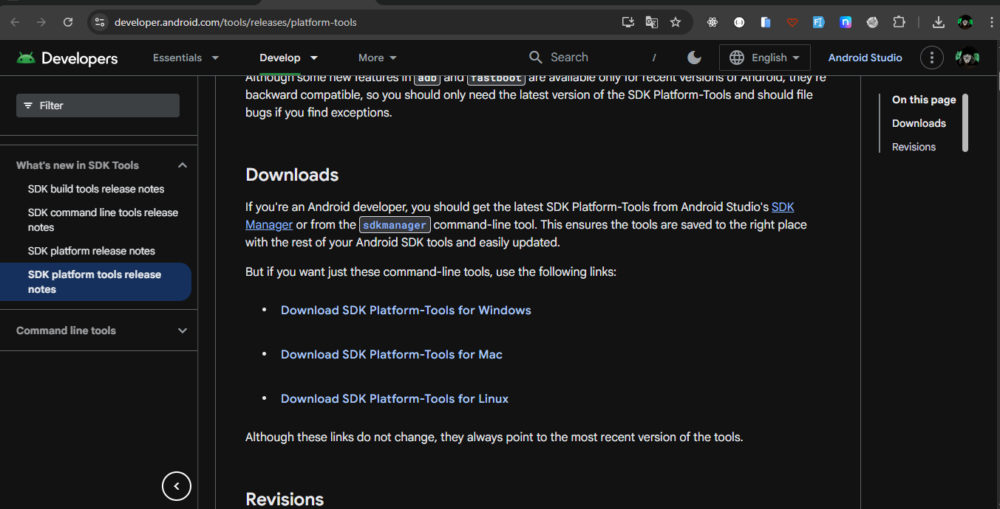 developer.android.com/tools/releases/platform-tools
Developers
Essentials
Develop
More
Search
/
English
Android Studio
Filter
What's new in SDK Tools
SDK build tools release notes
SDK command line tools release
notes
SDK platform release notes
SDK platform tools release
notes
Command line tools
Although some new features in adb and fastboot are available only for recent versions of Android, they're
backward compatible, so you should only need the latest version of the SDK Platform-Tools and should file
bugs if you find exceptions.
Downloads
If you're an Android developer, you should get the latest SDK Platform-Tools from Android Studio's SDK
Manager or from the sdkmanager command-line tool. This ensures the tools are saved to the right place
with the rest of your Android SDK tools and easily updated.
But if you want just these command-line tools, use the following links:
• Download SDK Platform-Tools for Windows
• Download SDK Platform-Tools for Mac
• Download SDK Platform-Tools for Linux
Although these links do not change, they always point to the most recent version of the tools.
Revisions
On this page
Downloads
Revisions